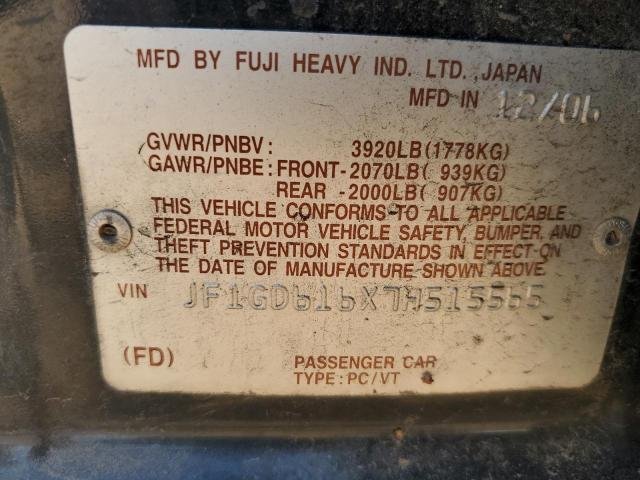 MFD BY FUJI HEAVY IND. LTD., JAPAN
MFD IN 12/06
GVWR/PNBV: 3920LB(1778KG)
GAWR/PNBE: FRONT-2070LB( 939KG)
REAR -2000LB( 907KG)
THIS VEHICLE CONFORMS TO ALL APPLICABLE
FEDERAL MOTOR VEHICLE SAFETY, BUMPER, AND
THEFT PREVENTION STANDARDS IN EFFECT ON
THE DATE OF MANUFACTURE SHOWN ABOVE.
VIN JF1GD616X7H515565
(FD) PASSENGER CAR
TYPE: PC/VT